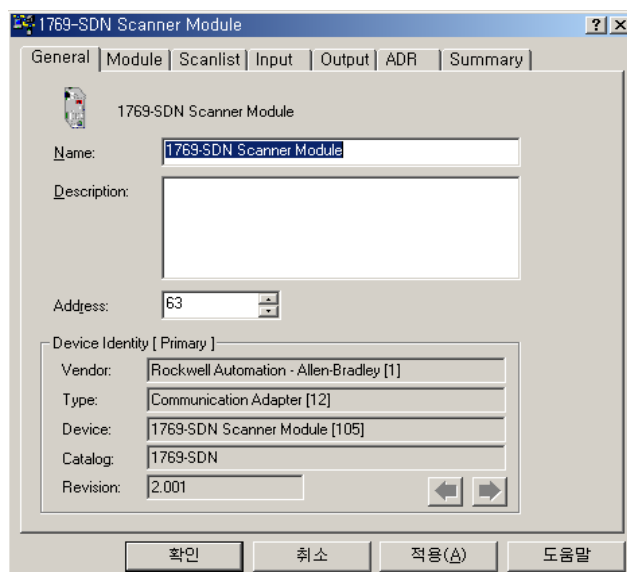 1769-SDN Scanner Module
General Module Scanlist Input Output ADR Summary
1769-SDN Scanner Module
Name: 1769-SDN Scanner Module
Description:
Address: 63
Device Identity [ Primary ]
Vendor: Rockwell Automation - Allen-Bradley [1]
Type: Communication Adapter [12]
Device: 1769-SDN Scanner Module [105]
Catalog: 1769-SDN
Revision: 2.001
확인 취소 적용(A) 도움말